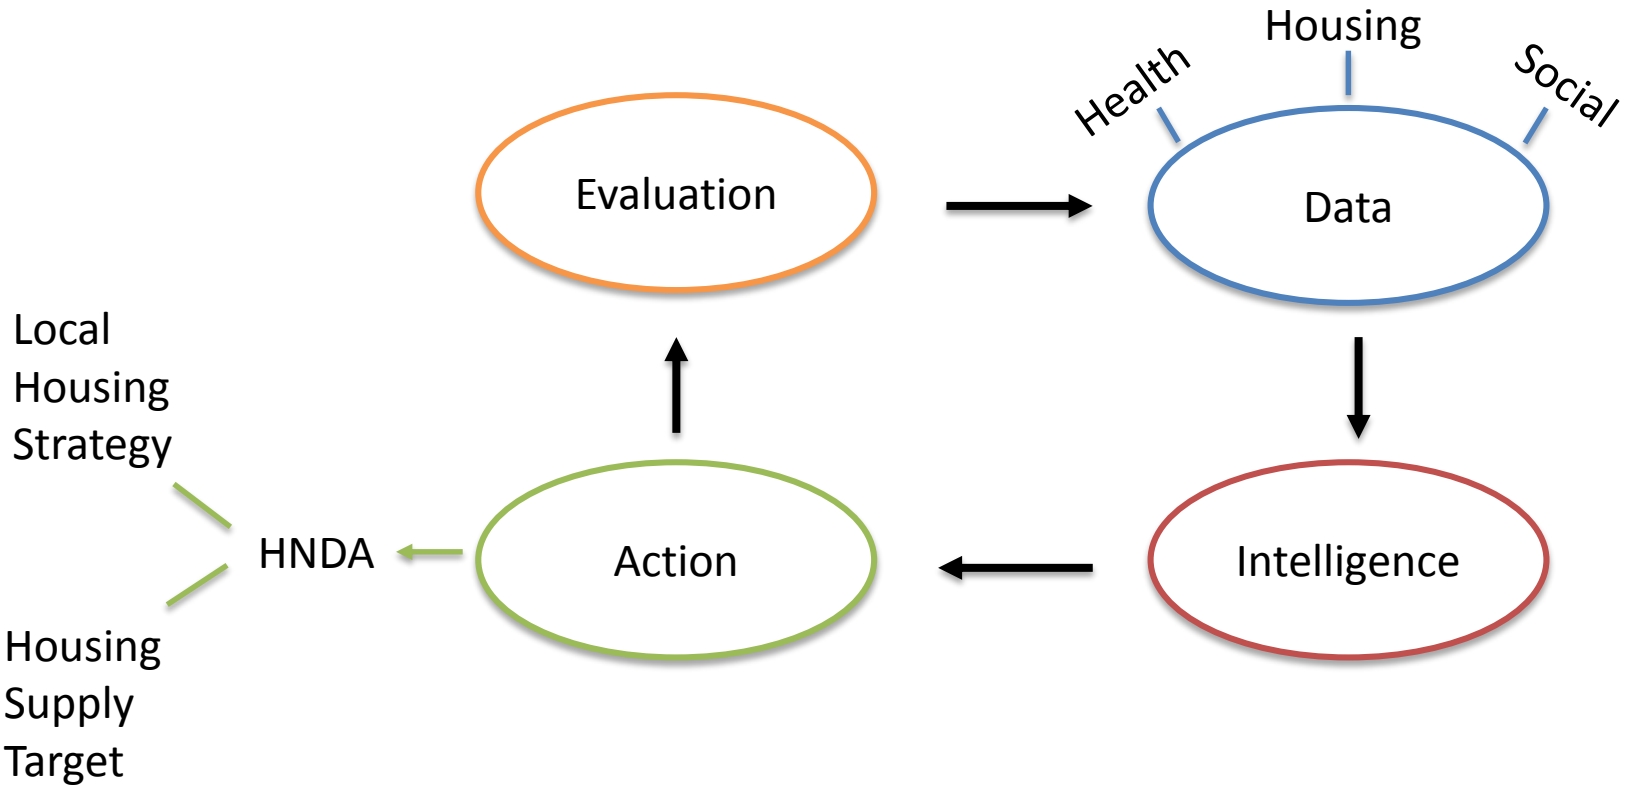 Housing
Health
Social
Evaluation
Data
Local
Housing
Strategy
HNDA
Action
Intelligence
Housing
Supply
Target